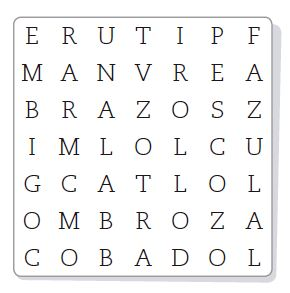 E R U T I P F
M A N V R E A
B R A Z O S Z
I M L O L C U
G C A T L O L
O M B R O Z A
C O B A D O L